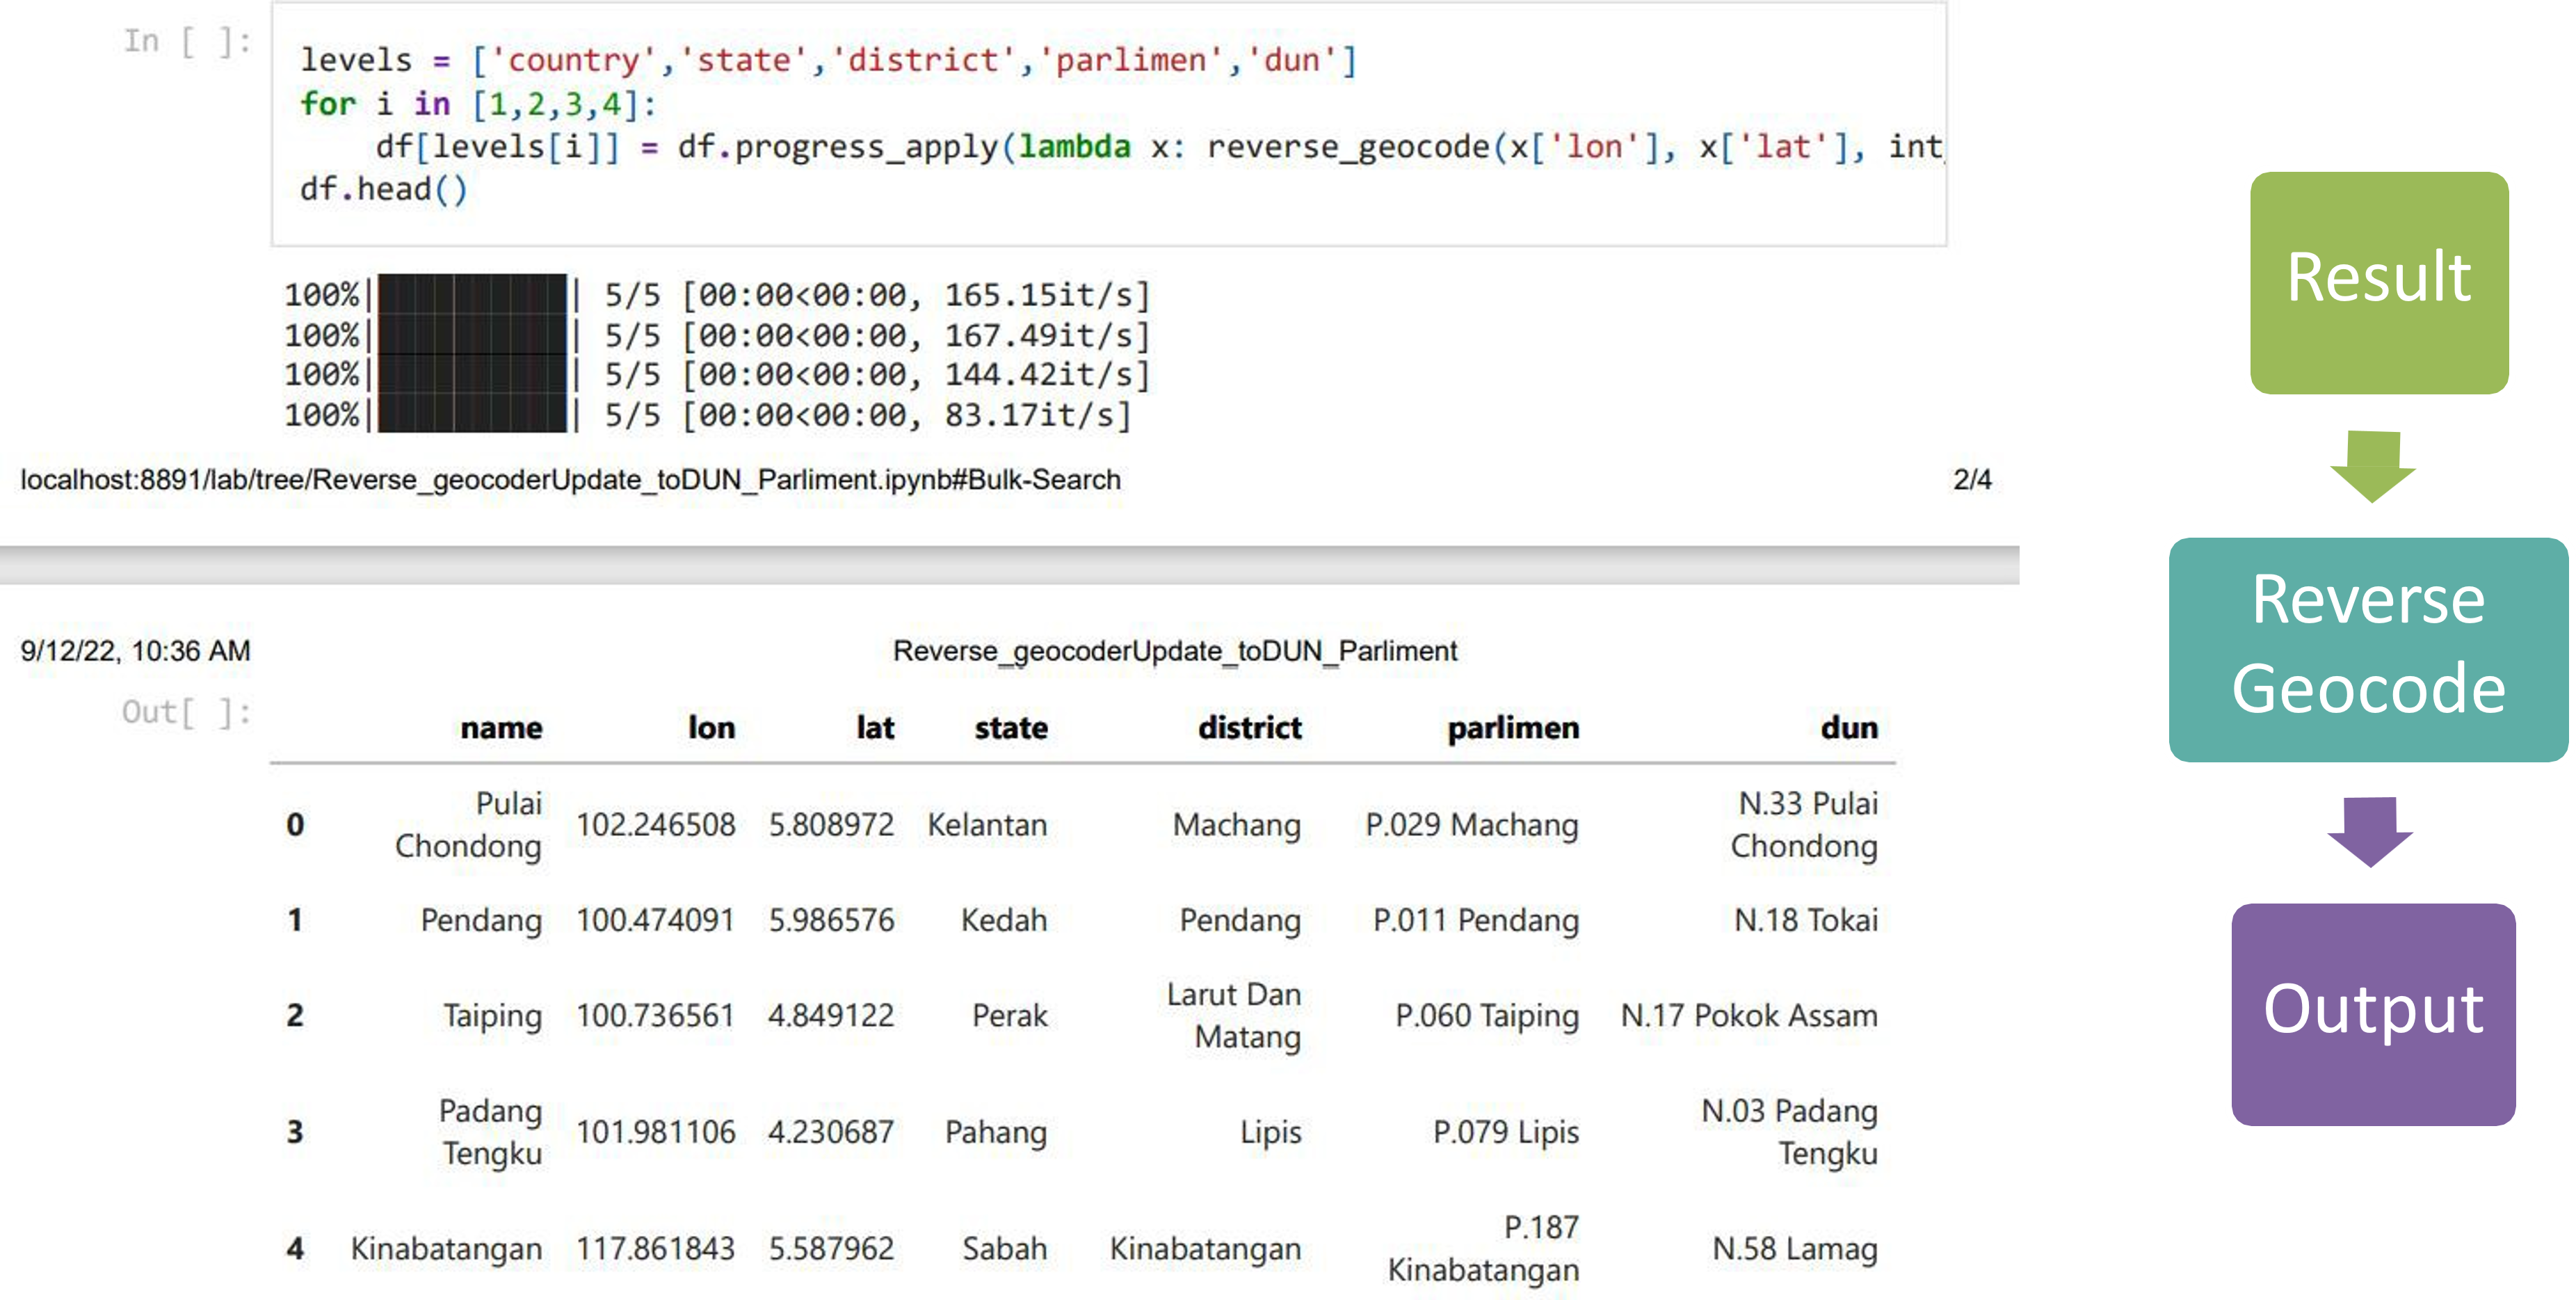 In [ ]:
levels = ['country','state','district','parlimen','dun']
for i in [1,2,3,4]:
    df[levels[i]] = df.progress_apply(lambda x: reverse_geocode(x['lon'], x['lat'], int
df.head()
100%| | 5/5 [00:00<00:00, 165.15it/s]
100%| | 5/5 [00:00<00:00, 167.49it/s]
100%| | 5/5 [00:00<00:00, 144.42it/s]
100%| | 5/5 [00:00<00:00, 83.17it/s]
localhost:8891/lab/tree/Reverse_geocoderUpdate_toDUN_Parliment.ipynb#Bulk-Search 2/4
9/12/22, 10:36 AM Reverse_geocoderUpdate_toDUN_Parliment
Out[ ]:
name lon lat state district parlimen dun
0 Pulai Chondong 102.246508 5.808972 Kelantan Machang P.029 Machang N.33 Pulai Chondong
1 Pendang 100.474091 5.986576 Kedah Pendang P.011 Pendang N.18 Tokai
2 Taiping 100.736561 4.849122 Perak Larut Dan Matang P.060 Taiping N.17 Pokok Assam
3 Padang Tengku 101.981106 4.230687 Pahang Lipis P.079 Lipis N.03 Padang Tengku
4 Kinabatangan 117.861843 5.587962 Sabah Kinabatangan P.187 Kinabatangan N.58 Lamag
Result
Reverse
Geocode
Output